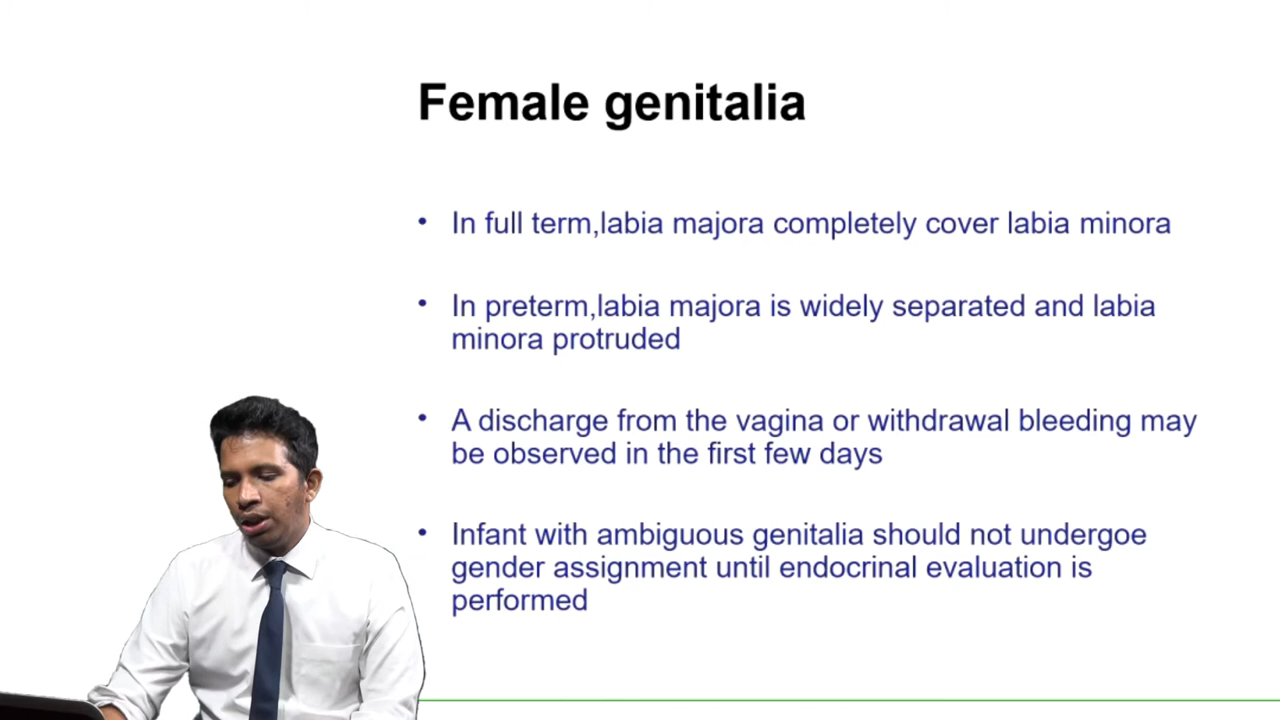 Female genitalia
• In full term,labia majora completely cover labia minora
• In preterm,labia majora is widely separated and labia
minora protruded
• A discharge from the vagina or withdrawal bleeding may
be observed in the first few days
• Infant with ambiguous genitalia should not undergoe
gender assignment until endocrinal evaluation is
performed